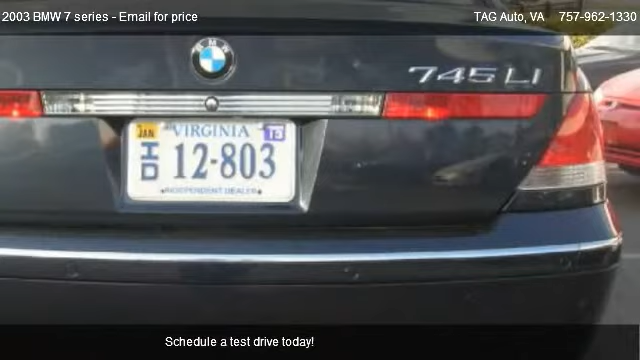 2003 BMW 7 series - Email for price
TAG Auto, VA 757-962-1330
BMW
745Li
JAN
VIRGINIA
13
DH 12-803
INDEPENDENT DEALER
Schedule a test drive today!